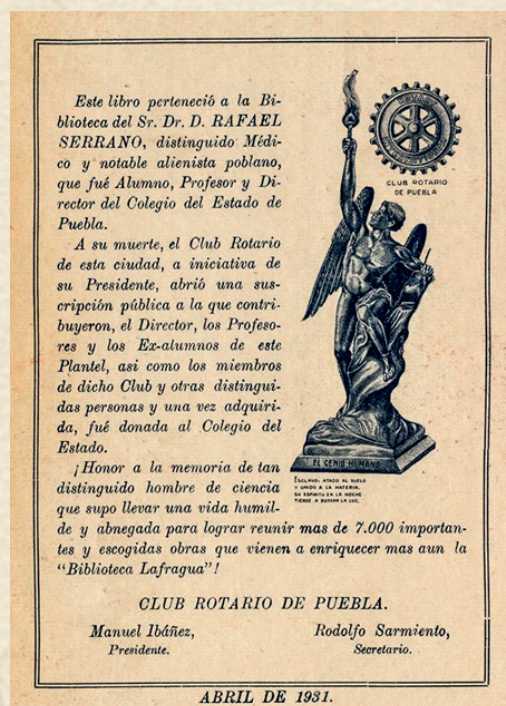 Este libro perteneció a la Bi-
blioteca del Sr. Dr. D. RAFAEL
SERRANO, distinguido Médi-
co y notable alienista poblano,
que fué Alumno, Profesor y Di-
rector del Colegio del Estado de
Puebla.
A su muerte, el Club Rotario
de esta ciudad, a iniciativa de
su Presidente, abrió una sus-
cripción pública a la que contri-
buyeron, el Director, los Profeso-
res y los Ex-alumnos de este
Plantel, asi como los miembros
de dicho Club y otras distingui-
das personas y una vez adquiri-
da, fué donada al Colegio del
Estado.
¡Honor a la memoria de tan
distinguido hombre de ciencia
que supo llevar una vida humil-
de y abnegada para lograr reunir mas de 7.000 importan-
tes y escogidas obras que vienen a enriquecer mas aun la
"Biblioteca Lafragua"!
CLUB ROTARIO
DE PUEBLA
EL GENIO HUMANO
ESCLAVO, ATADO AL SUELO
Y UNIDO A LA MATERIA,
SU ESPIRITU EN LA NOCHE
TIENDE A BUSCAR LA LUZ.
CLUB ROTARIO DE PUEBLA.
Manuel Ibáñez,
Presidente.
Rodolfo Sarmiento,
Secretario.
ABRIL DE 1931.